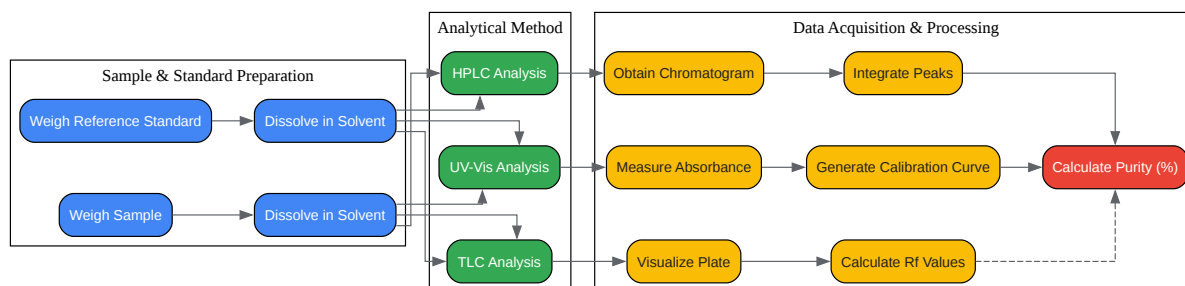 Sample & Standard Preparation
Weigh Reference Standard
Dissolve in Solvent
Weigh Sample
Dissolve in Solvent
Analytical Method
HPLC Analysis
UV-Vis Analysis
TLC Analysis
Data Acquisition & Processing
Obtain Chromatogram
Integrate Peaks
Measure Absorbance
Generate Calibration Curve
Calculate Purity (%)
Visualize Plate
Calculate Rf Values